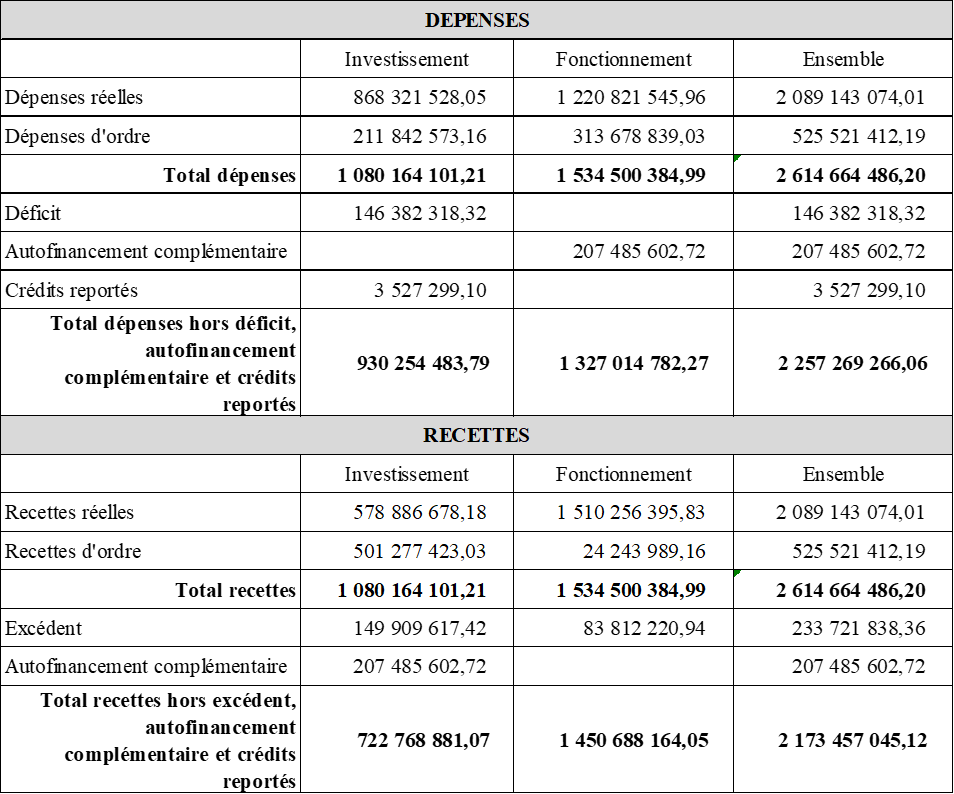 DEPENSES
Investissement Fonctionnement Ensemble
Dépenses réelles 868 321 528,05 1 220 821 545,96 2 089 143 074,01
Dépenses d'ordre 211 842 573,16 313 678 839,03 525 521 412,19
Total dépenses 1 080 164 101,21 1 534 500 384,99 2 614 664 486,20
Déficit 146 382 318,32 146 382 318,32
Autofinancement complémentaire 207 485 602,72 207 485 602,72
Crédits reportés 3 527 299,10 3 527 299,10
Total dépenses hors déficit,
autofinancement
complémentaire et crédits
reportés
930 254 483,79 1 327 014 782,27 2 257 269 266,06
RECETTES
Investissement Fonctionnement Ensemble
Recettes réelles 578 886 678,18 1 510 256 395,83 2 089 143 074,01
Recettes d'ordre 501 277 423,03 24 243 989,16 525 521 412,19
Total recettes 1 080 164 101,21 1 534 500 384,99 2 614 664 486,20
Excédent 149 909 617,42 83 812 220,94 233 721 838,36
Autofinancement complémentaire 207 485 602,72 207 485 602,72
Total recettes hors excédent,
autofinancement
complémentaire et crédits
reportés
722 768 881,07 1 450 688 164,05 2 173 457 045,12